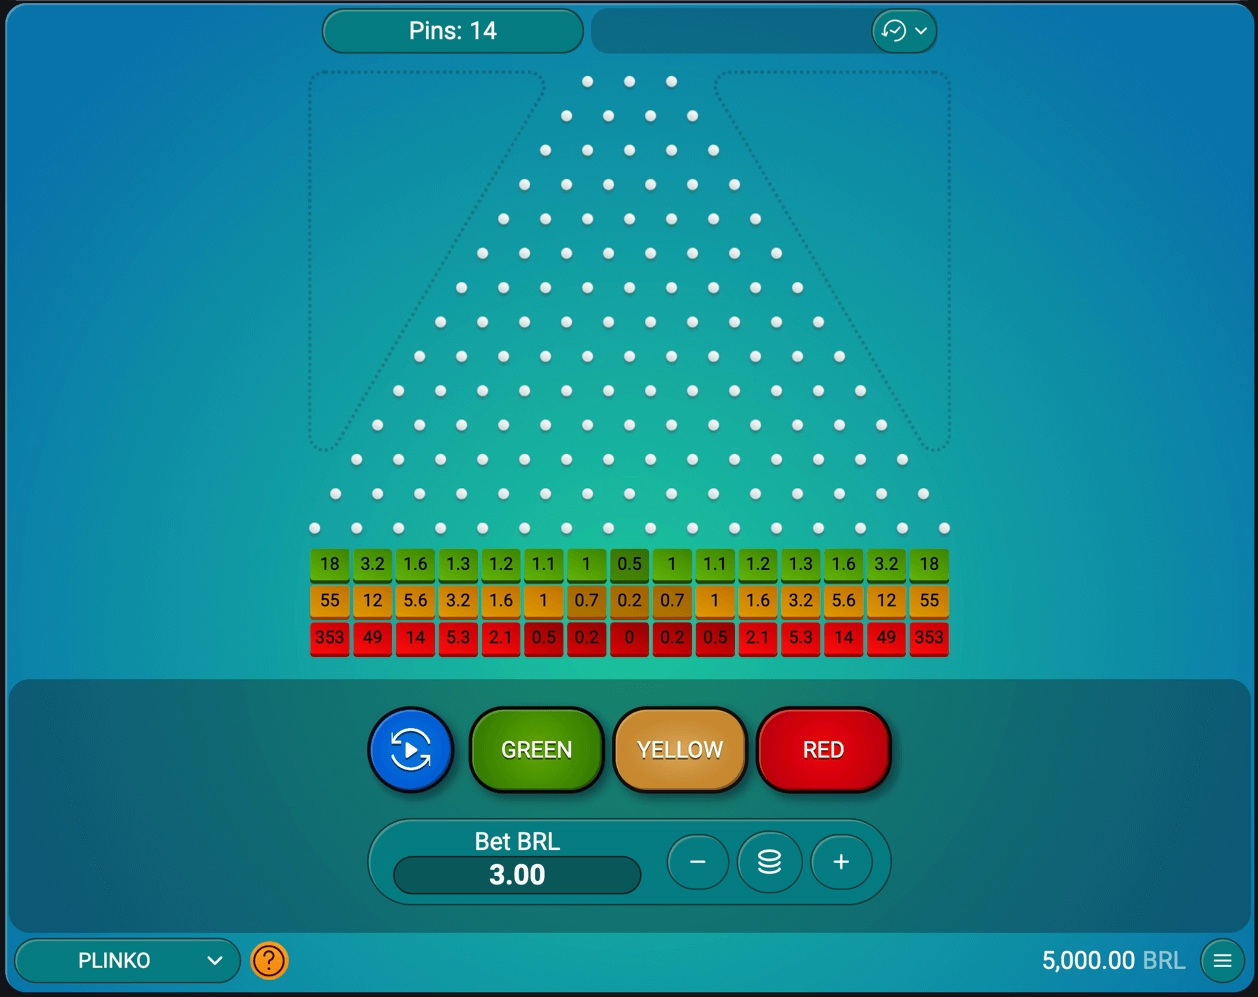 Pins: 14
18 3.2 1.6 1.3 1.2 1.1 1 0.5 1 1.1 1.2 1.3 1.6 3.2 18
55 12 5.6 3.2 1.6 1 0.7 0.2 0.7 1 1.6 3.2 5.6 12 55
353 49 14 5.3 2.1 0.5 0.2 0 0.2 0.5 2.1 5.3 14 49 353
GREEN YELLOW RED
Bet BRL
3.00
PLINKO ? 5,000.00 BRL